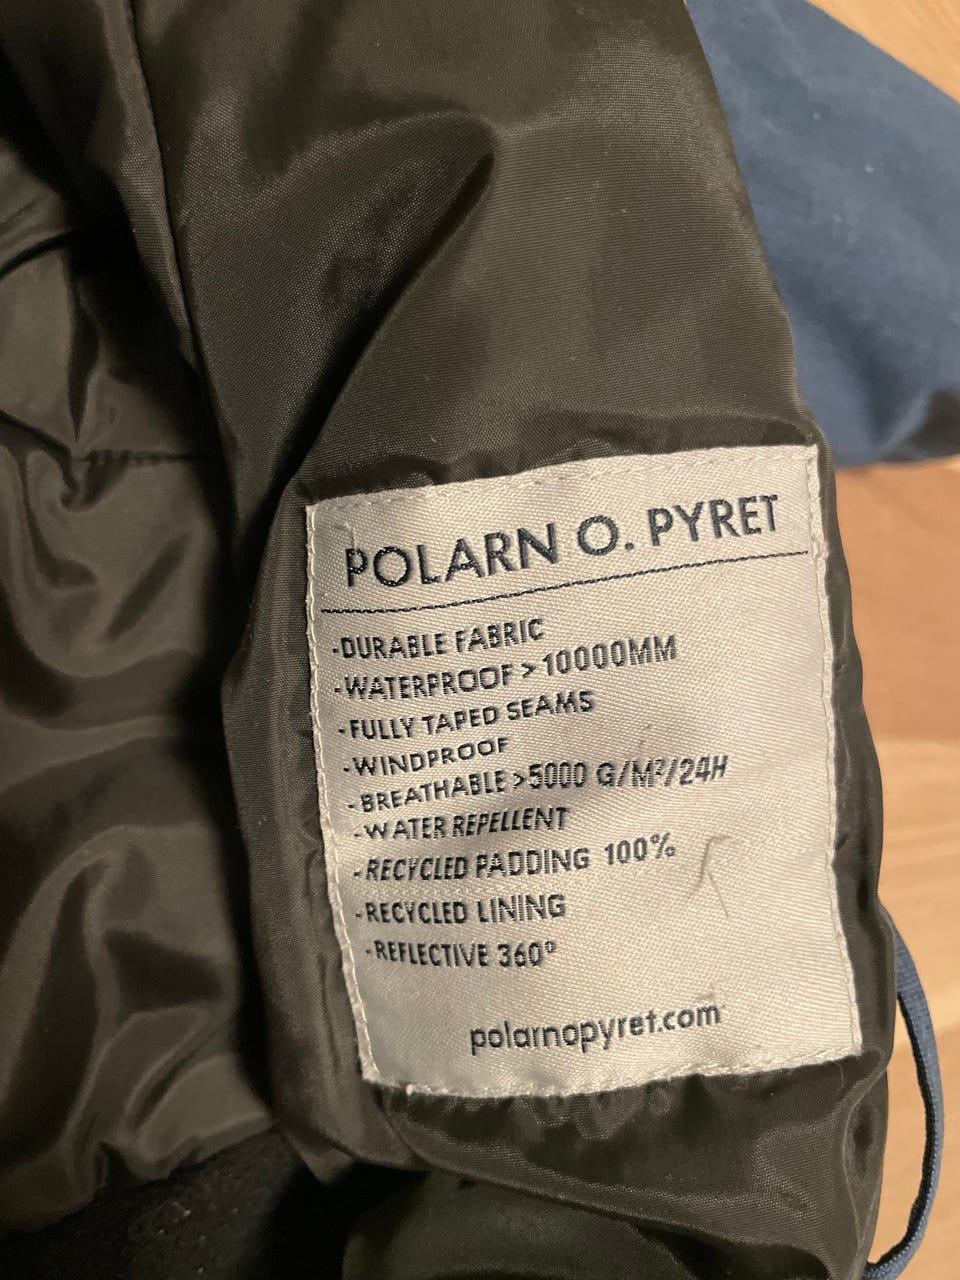 POLARN O. PYRET
-DURABLE FABRIC
-WATERPROOF >10000MM
-FULLY TAPED SEAMS
-WINDPROOF
-BREATHABLE >5000 G/M²/24H
-WATER REPELLENT
-RECYCLED PADDING 100%
-RECYCLED LINING
-REFLECTIVE 360°
polarnopyret.com